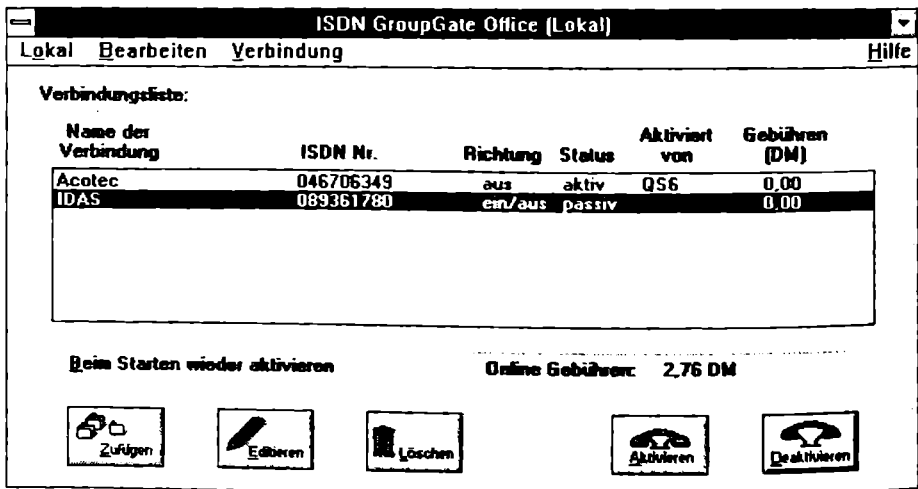 ISDN GroupGate Office (Lokal)
Lokal Bearbeiten Verbindung Hilfe
Verbindungsliste:
Name der Verbindung ISDN Nr. Richtung Status Aktiviert von Gebühren (DM)
Acotec 046706349 aus aktiv QS6 0,00
IDAS 089361780 ein/aus passiv 0,00
Beim Starten wieder aktivieren Online Gebühren: 2,76 DM
Zufügen Editieren Löschen Aktivieren Deaktivieren